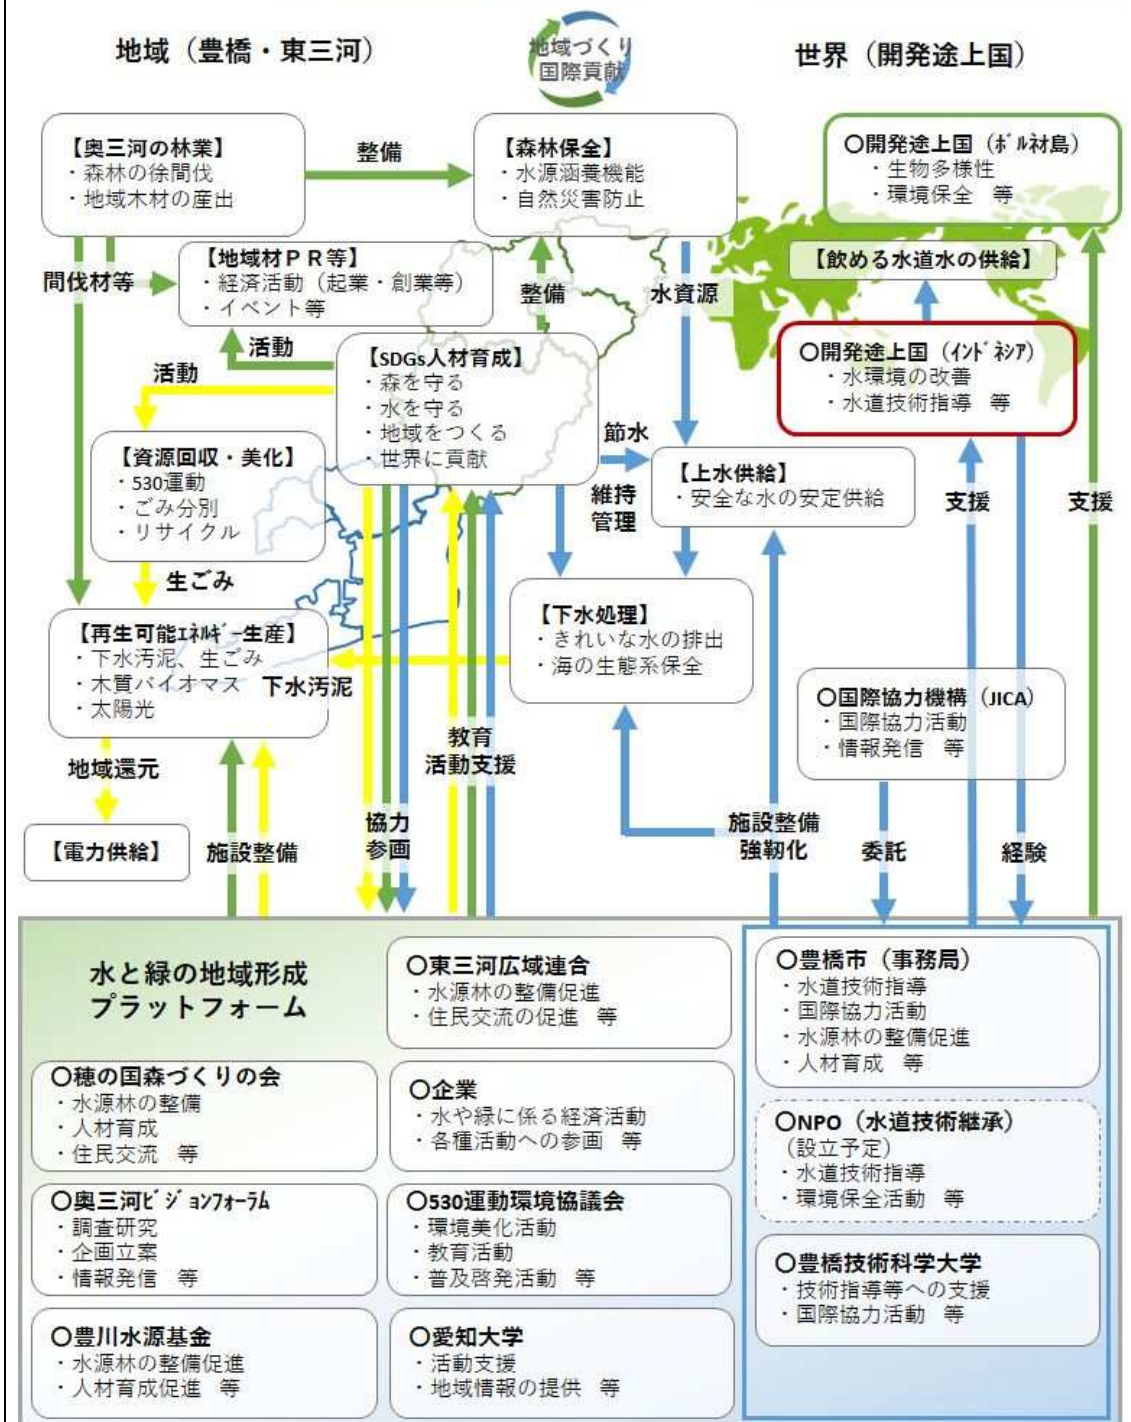 地域（豊橋・東三河）
地域づくり
国際貢献
世界（開発途上国）
【奥三河の林業】
・森林の徐間伐
・地域木材の産出
整備
【森林保全】
・水源涵養機能
・自然災害防止
〇開発途上国（ﾎﾞﾙﾈｵ島）
・生物多様性
・環境保全　等
間伐材等
【地域材ＰＲ等】
・経済活動（起業・創業等）
・イベント等
整備
水資源
【飲める水道水の供給】
活動
活動
【SDGs人材育成】
・森を守る
・水を守る
・地域をつくる
・世界に貢献
〇開発途上国（ｲﾝﾄﾞﾈｼｱ）
・水環境の改善
・水道技術指導　等
【資源回収・美化】
・530運動
・ごみ分別
・リサイクル
節水
維持
管理
【上水供給】
・安全な水の安定供給
支援
支援
生ごみ
【再生可能ｴﾈﾙｷﾞｰ生産】
・下水汚泥、生ごみ
・木質バイオマス
・太陽光
下水汚泥
【下水処理】
・きれいな水の排出
・海の生態系保全
〇国際協力機構（JICA）
・国際協力活動
・情報発信　等
地域還元
教育
活動支援
【電力供給】
施設整備
協力
参画
施設整備
強靭化
委託
経験
水と緑の地域形成
プラットフォーム
〇東三河広域連合
・水源林の整備促進
・住民交流の促進　等
〇豊橋市（事務局）
・水道技術指導
・国際協力活動
・水源林の整備促進
・人材育成　等
〇穂の国森づくりの会
・水源林の整備
・人材育成
・住民交流　等
〇企業
・水や緑に係る経済活動
・各種活動への参画　等
〇NPO（水道技術継承）
（設立予定）
・水道技術指導
・環境保全活動　等
〇奥三河ﾋﾞｼﾞｮﾝﾌｫｰﾗﾑ
・調査研究
・企画立案
・情報発信　等
〇530運動環境協議会
・環境美化活動
・教育活動
・普及啓発活動　等
〇豊橋技術科学大学
・技術指導等への支援
・国際協力活動　等
〇豊川水源基金
・水源林の整備促進
・人材育成促進　等
〇愛知大学
・活動支援
・地域情報の提供　等